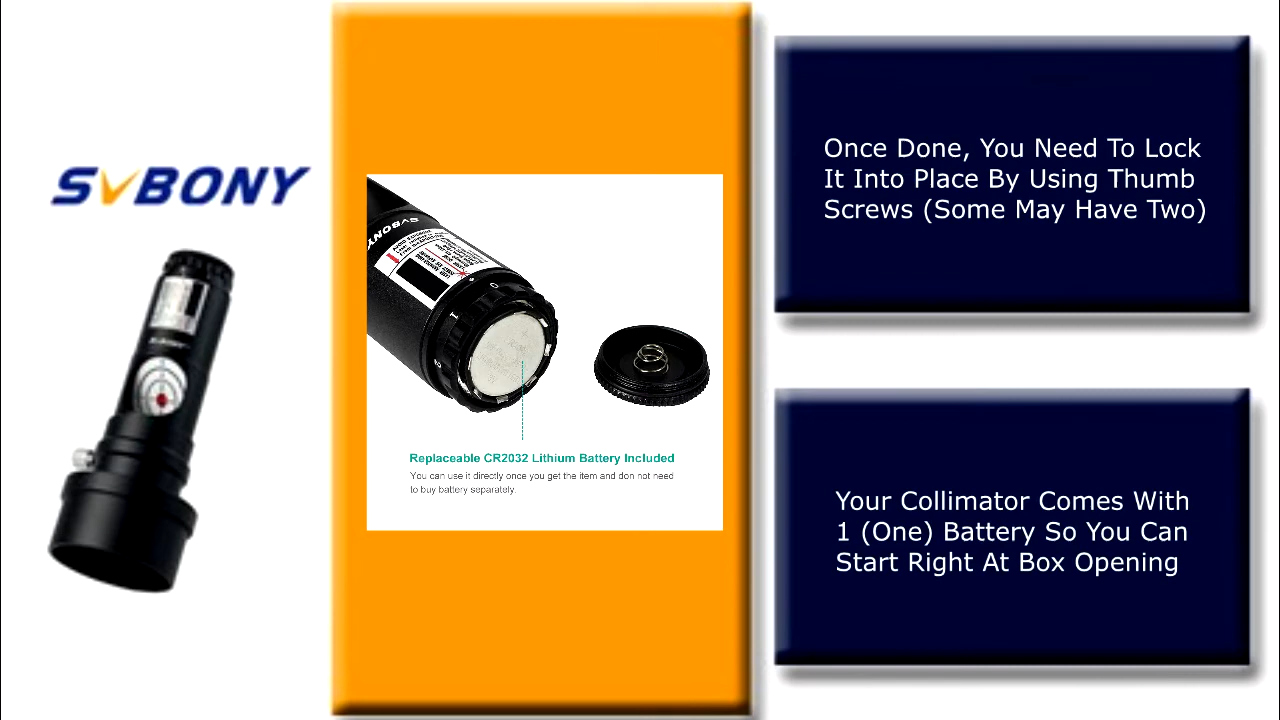 SVBONY
SVBONY
Replaceable CR2032 Lithium Battery Included
You can use it directly once you get the item and don not need
to buy battery separately.
Once Done, You Need To Lock
It Into Place By Using Thumb
Screws (Some May Have Two)
Your Collimator Comes With
1 (One) Battery So You Can
Start Right At Box Opening